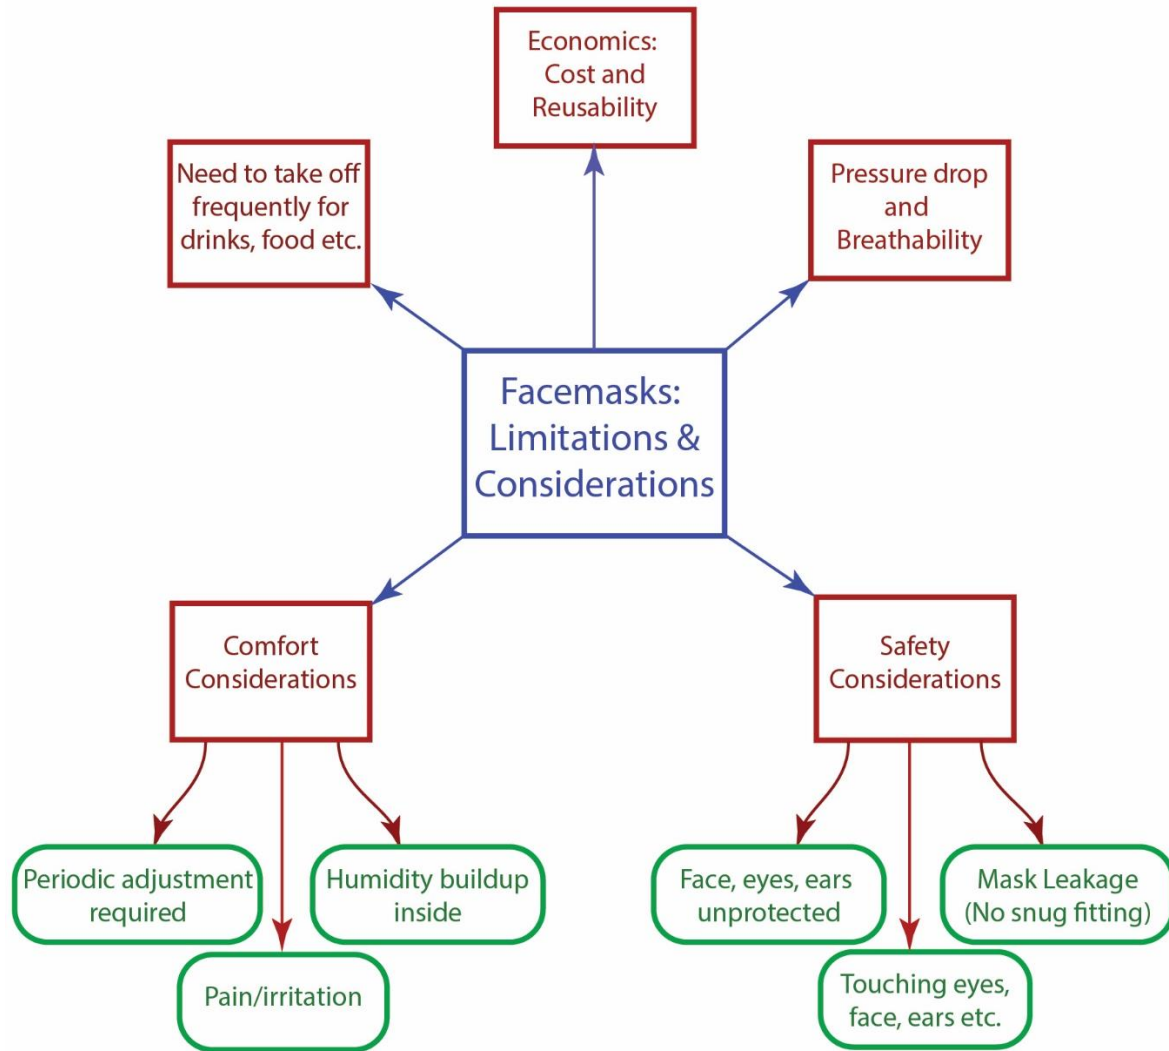 Economics:
Cost and
Reusability
Need to take off
frequently for
drinks, food etc.
Pressure drop
and
Breathability
Facemasks:
Limitations &
Considerations
Comfort
Considerations
Safety
Considerations
Periodic adjustment
required
Humidity buildup
inside
Pain/irritation
Face, eyes, ears
unprotected
Mask Leakage
(No snug fitting)
Touching eyes,
face, ears etc.